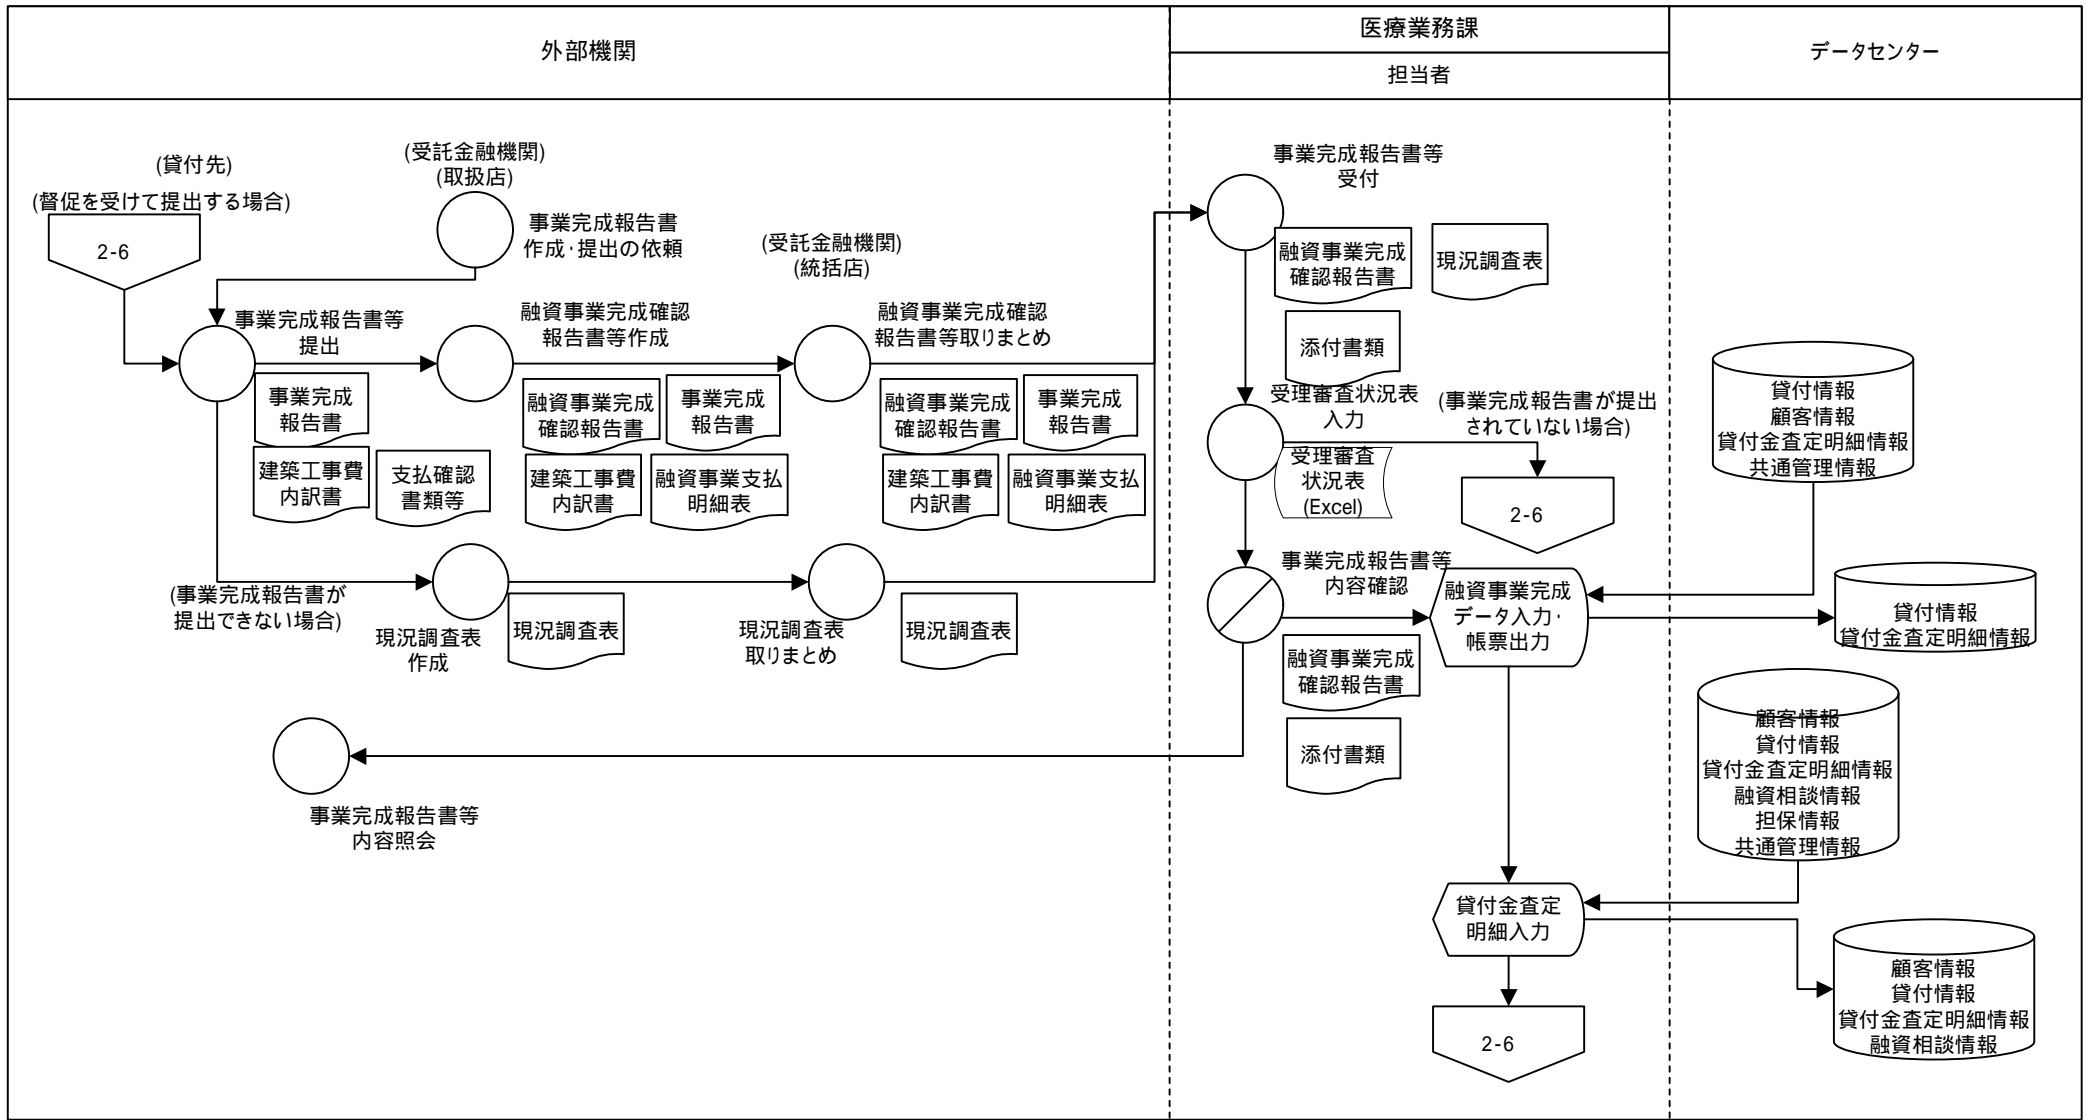 外部機関
医療業務課
担当者
データセンター
(貸付先)
(督促を受けて提出する場合)
2-6
(受託金融機関)
(取扱店)
事業完成報告書
作成・提出の依頼
(受託金融機関)
(統括店)
事業完成報告書等
提出
融資事業完成確認
報告書等作成
融資事業完成確認
報告書等取りまとめ
事業完成
報告書
建築工事費
内訳書
支払確認
書類等
融資事業完成
確認報告書
事業完成
報告書
建築工事費
内訳書
融資事業支払
明細表
融資事業完成
確認報告書
事業完成
報告書
建築工事費
内訳書
融資事業支払
明細表
(事業完成報告書が
提出できない場合)
現況調査表
作成
現況調査表
現況調査表
取りまとめ
現況調査表
事業完成報告書等
内容照会
事業完成報告書等
受付
融資事業完成
確認報告書
現況調査表
添付書類
受理審査状況表
入力
(事業完成報告書が提出
されていない場合)
受理審査
状況表
(Excel)
2-6
事業完成報告書等
内容確認
融資事業完成
データ入力・
帳票出力
融資事業完成
確認報告書
添付書類
貸付金査定
明細入力
2-6
貸付情報
顧客情報
貸付金査定明細情報
共通管理情報
貸付情報
貸付金査定明細情報
顧客情報
貸付情報
貸付金査定明細情報
融資相談情報
担保情報
共通管理情報
顧客情報
貸付情報
貸付金査定明細情報
融資相談情報